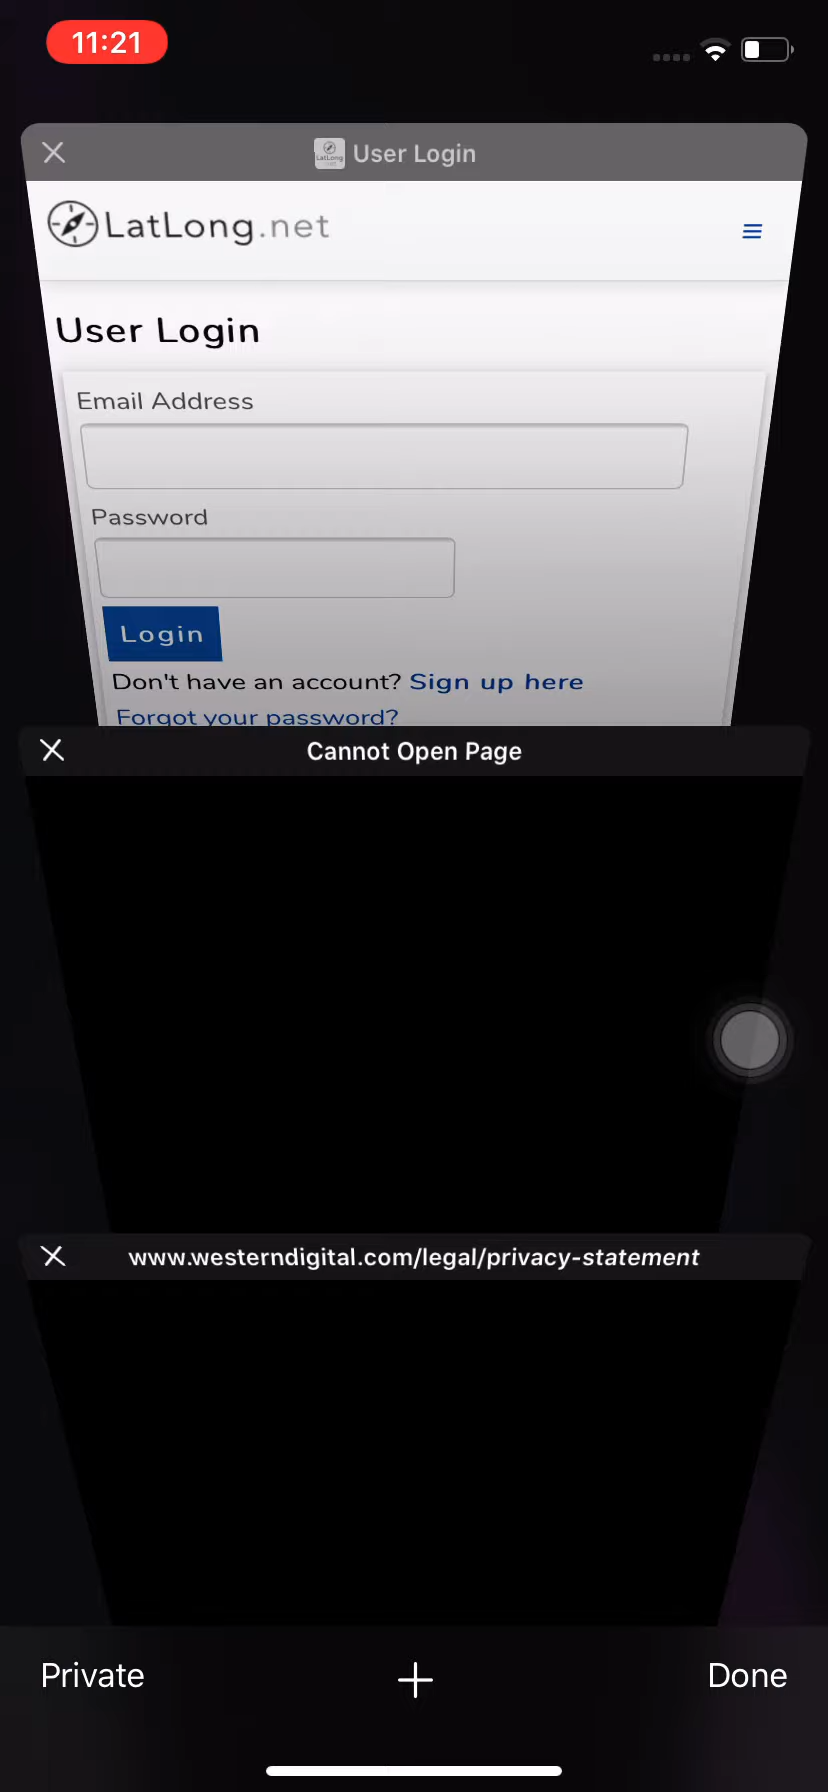 11:21
User Login
LatLong.net
User Login
Email Address
Password
Login
Don't have an account? Sign up here
Forgot your password?
Cannot Open Page
www.westerndigital.com/legal/privacy-statement
Private
Done